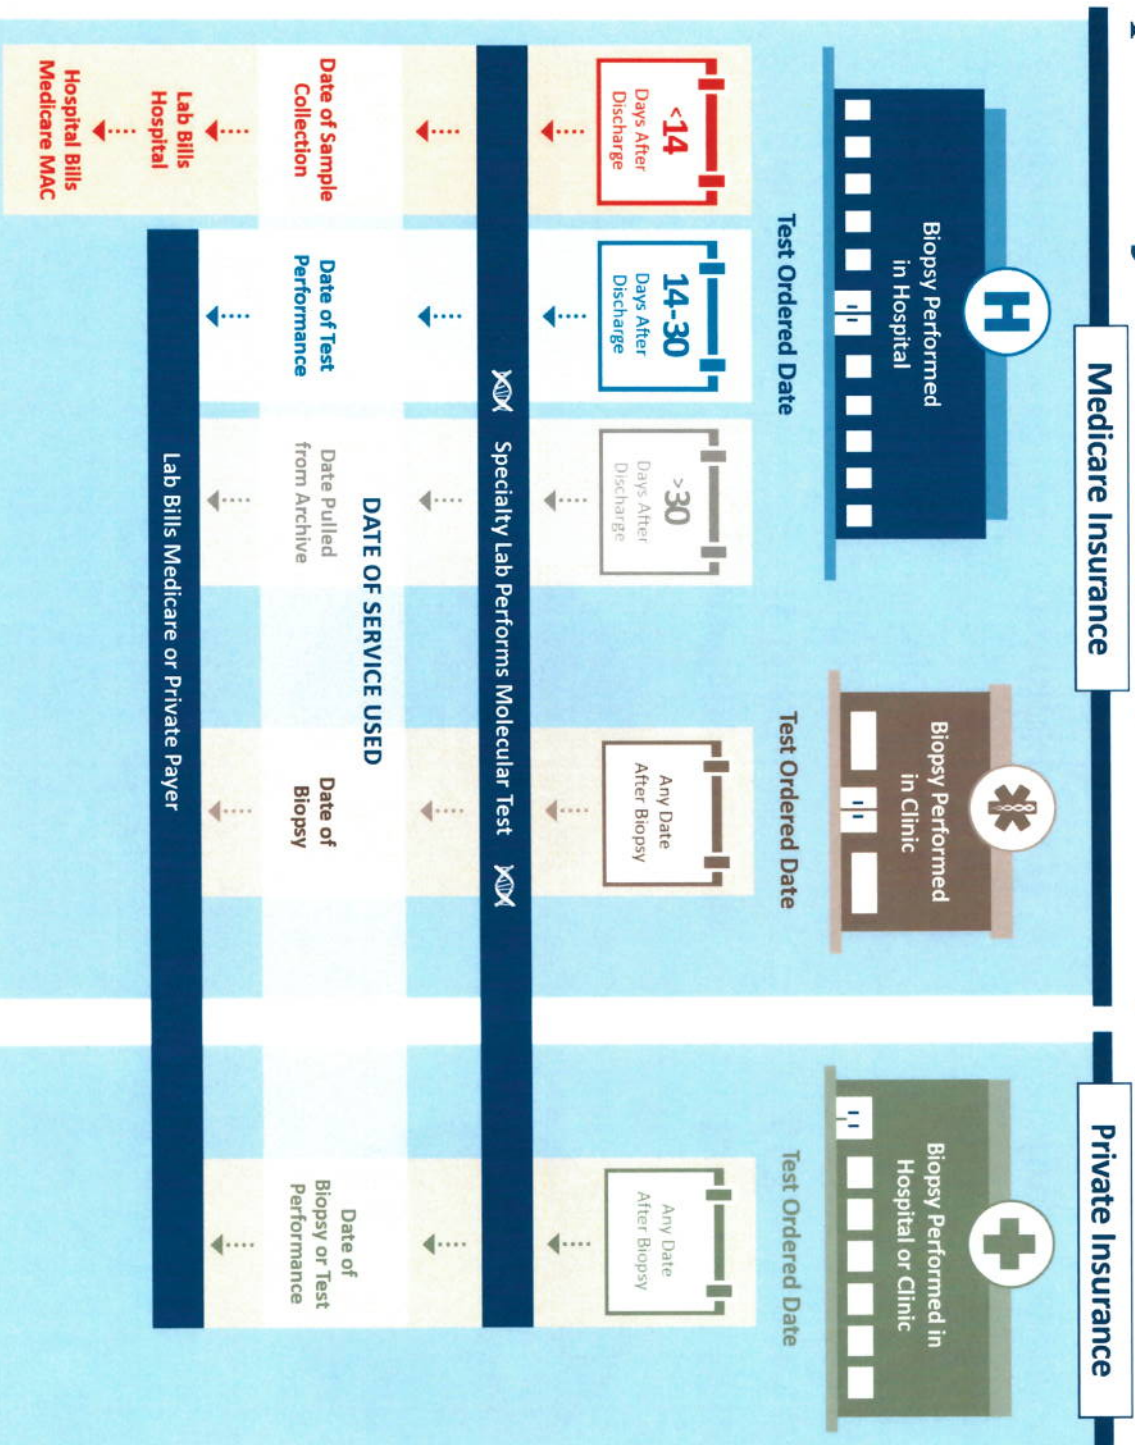 Medicare Insurance
Private Insurance
H
Biopsy Performed
in Hospital
Biopsy Performed
in Clinic
Biopsy Performed in
Hospital or Clinic
Test Ordered Date
Test Ordered Date
Test Ordered Date
<14
Days After
Discharge
14-30
Days After
Discharge
>30
Days After
Discharge
Any Date
After Biopsy
Any Date
After Biopsy
Specialty Lab Performs Molecular Test
DATE OF SERVICE USED
Date of Sample
Collection
Date of Test
Performance
Date Pulled
from Archive
Date of
Biopsy
Date of
Biopsy or Test
Performance
Lab Bills
Hospital
Lab Bills Medicare or Private Payer
Hospital Bills
Medicare MAC